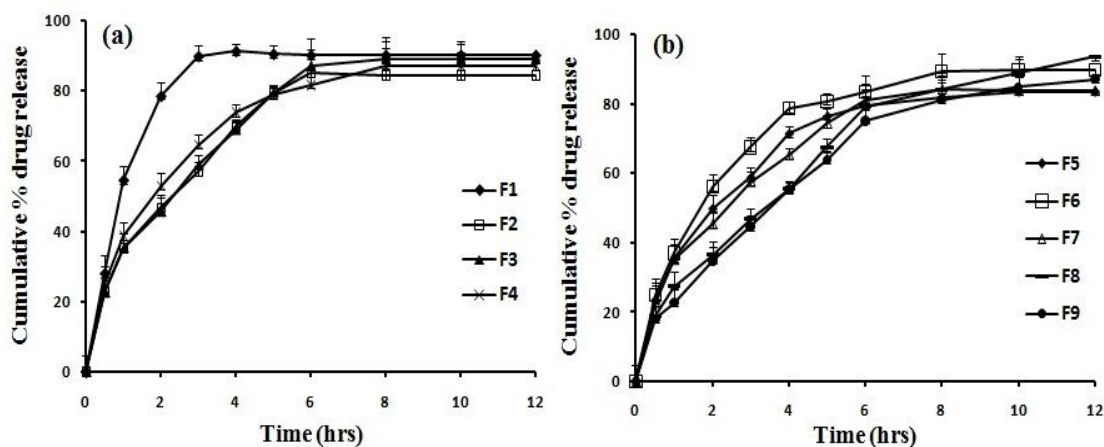 (a)
Cumulative % drug release
100
80
60
40
20
0
F1
F2
F3
F4
0 2 4 6 8 10 12
Time (hrs)
(b)
Cumulative % drug release
100
80
60
40
20
0
F5
F6
F7
F8
F9
0 2 4 6 8 10 12
Time (hrs)